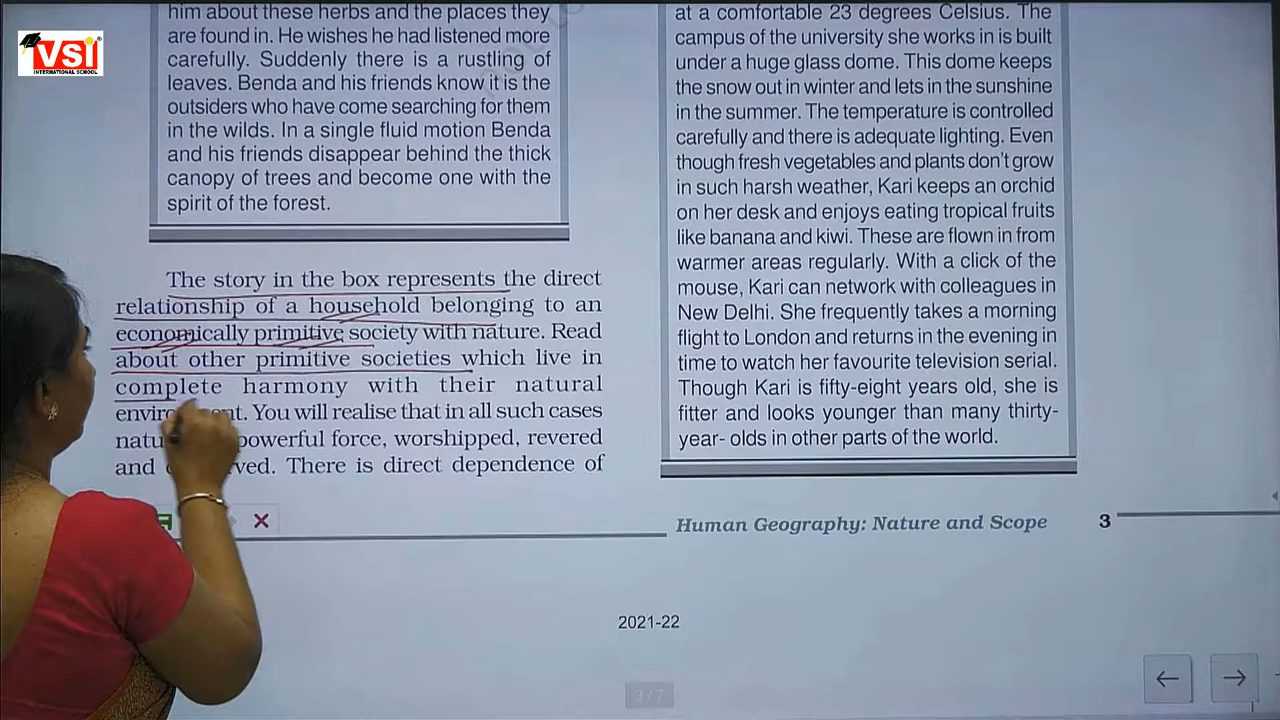 VSI
INTERNATIONAL SCHOOL
him about these herbs and the places they
are found in. He wishes he had listened more
carefully. Suddenly there is a rustling of
leaves. Benda and his friends know it is the
outsiders who have come searching for them
in the wilds. In a single fluid motion Benda
and his friends disappear behind the thick
canopy of trees and become one with the
spirit of the forest.
The story in the box represents the direct
relationship of a household belonging to an
economically primitive society with nature. Read
about other primitive societies which live in
complete harmony with their natural
You will realise that in all such cases
powerful force, worshipped, revered
and There is direct dependence of
at a comfortable 23 degrees Celsius. The
campus of the university she works in is built
under a huge glass dome. This dome keeps
the snow out in winter and lets in the sunshine
in the summer. The temperature is controlled
carefully and there is adequate lighting. Even
though fresh vegetables and plants don't grow
in such harsh weather, Kari keeps an orchid
on her desk and enjoys eating tropical fruits
like banana and kiwi. These are flown in from
warmer areas regularly. With a click of the
mouse, Kari can network with colleagues in
New Delhi. She frequently takes a morning
flight to London and returns in the evening in
time to watch her favourite television serial.
Though Kari is fifty-eight years old, she is
fitter and looks younger than many thirty-
year- olds in other parts of the world.
Human Geography: Nature and Scope 3
2021-22
3/7